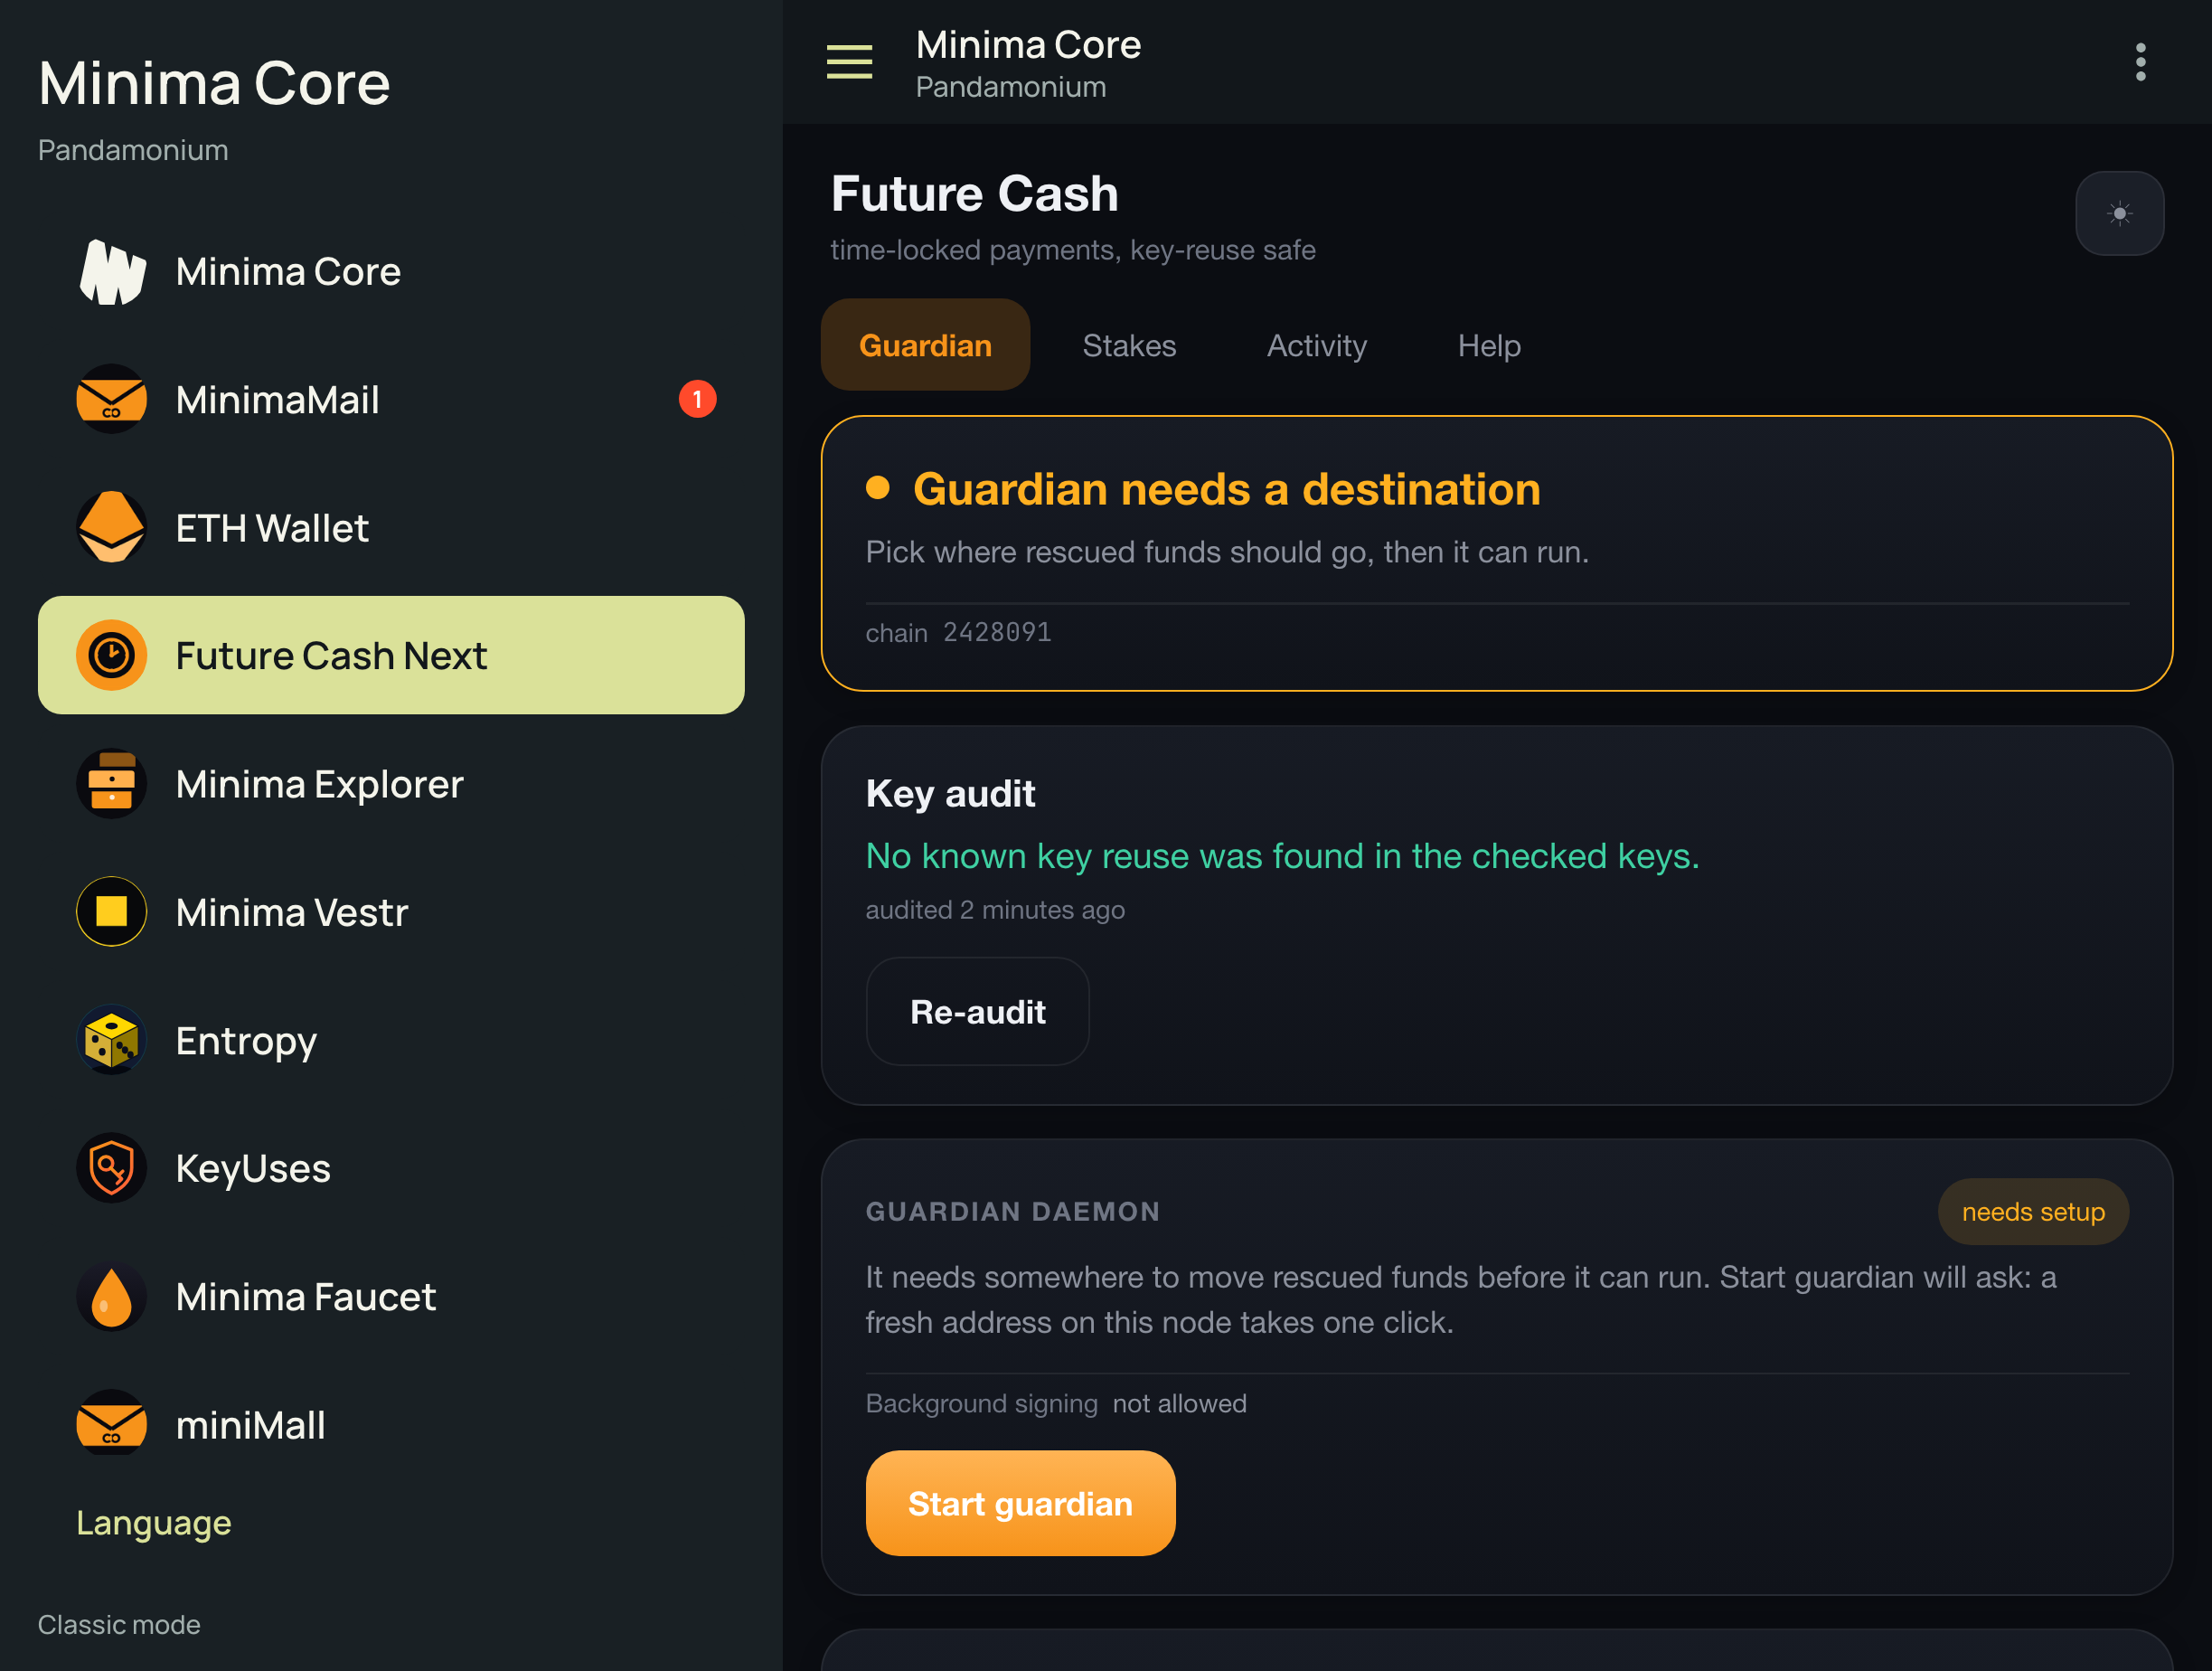 Minima Core
Pandamonium
Minima Core
MinimaMail
1
ETH Wallet
Future Cash Next
Minima Explorer
Minima Vestr
Entropy
KeyUses
Minima Faucet
miniMall
Language
Classic mode
Minima Core
Pandamonium
Future Cash
time-locked payments, key-reuse safe
Guardian
Stakes
Activity
Help
Guardian needs a destination
Pick where rescued funds should go, then it can run.
chain 2428091
Key audit
No known key reuse was found in the checked keys.
audited 2 minutes ago
Re-audit
GUARDIAN DAEMON
needs setup
It needs somewhere to move rescued funds before it can run. Start guardian will ask: a
fresh address on this node takes one click.
Background signing not allowed
Start guardian